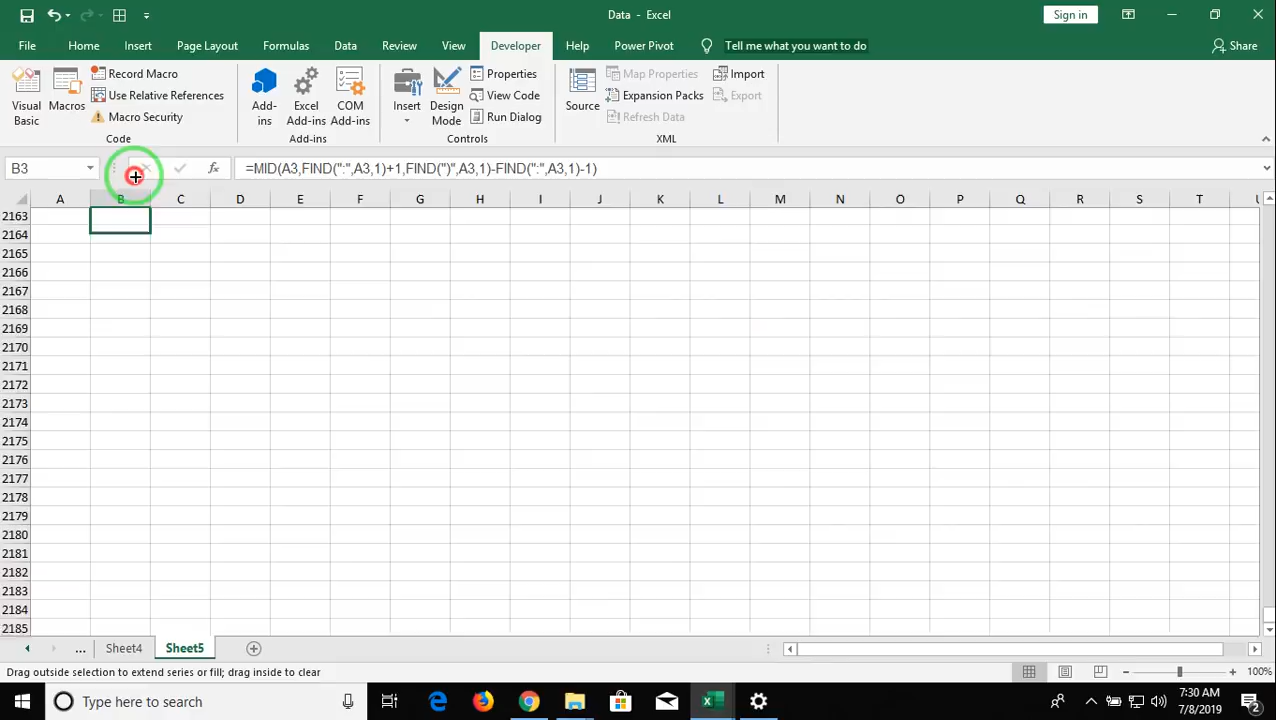 Data - Excel
Sign in
File Home Insert Page Layout Formulas Data Review View Developer Help Power Pivot Tell me what you want to do Share
Visual Basic
Macros
Record Macro
Use Relative References
Macro Security
Code
Add-ins
Excel Add-ins
COM Add-ins
Add-ins
Insert
Design Mode
Properties
View Code
Run Dialog
Controls
Source
Map Properties
Expansion Packs
Refresh Data
Import
Export
XML
B3 fx =MID(A3,FIND(":",A3,1)+1,FIND(")",A3,1)-FIND(":",A3,1)-1)
A B C D E F G H I J K L M N O P Q R S T
2163
2164
2165
2166
2167
2168
2169
2170
2171
2172
2173
2174
2175
2176
2177
2178
2179
2180
2181
2182
2183
2184
2185
... Sheet4 Sheet5
Drag outside selection to extend series or fill; drag inside to clear
100%
Type here to search
7:30 AM
7/8/2019
2